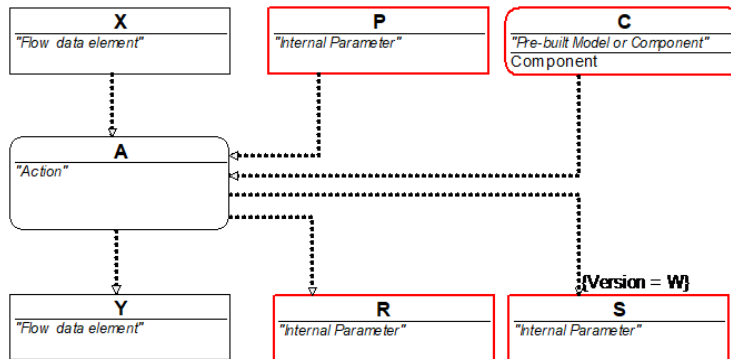 X
"Flow data element"
P
"Internal Parameter"
C
"Pre-built Model or Component"
Component
A
"Action"
{Version = W}
Y
"Flow data element"
R
"Internal Parameter"
S
"Internal Parameter"